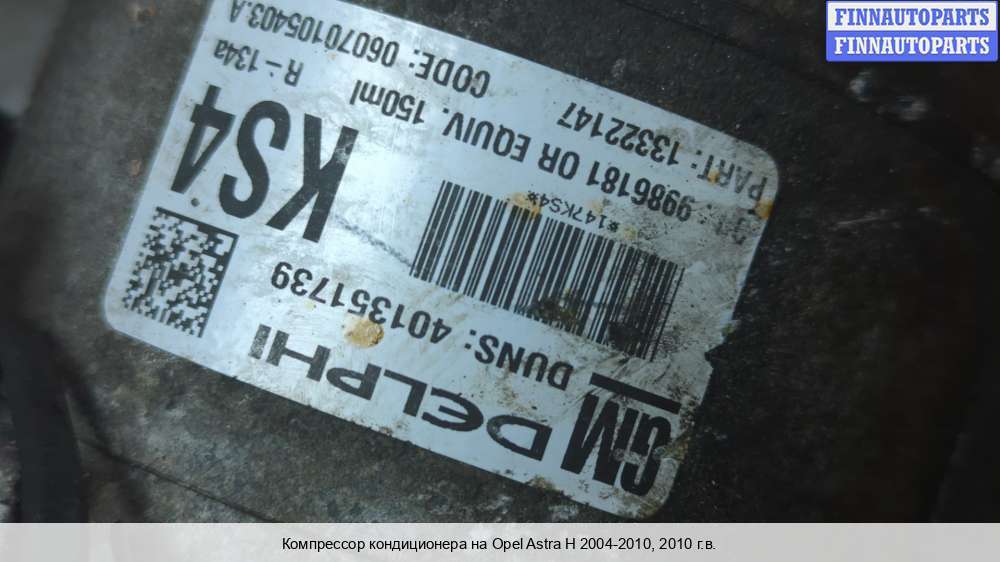 FINNAUTOPARTS
FINNAUTOPARTS
GM DELPHI
DUNS: 401351739
*147KS4*
KS4
PART: 13322147
9986181 OR EQUIV. 150ml
R-134a
CODE: 06070105403.A
Компрессор кондиционера на Opel Astra H 2004-2010, 2010 г.в.